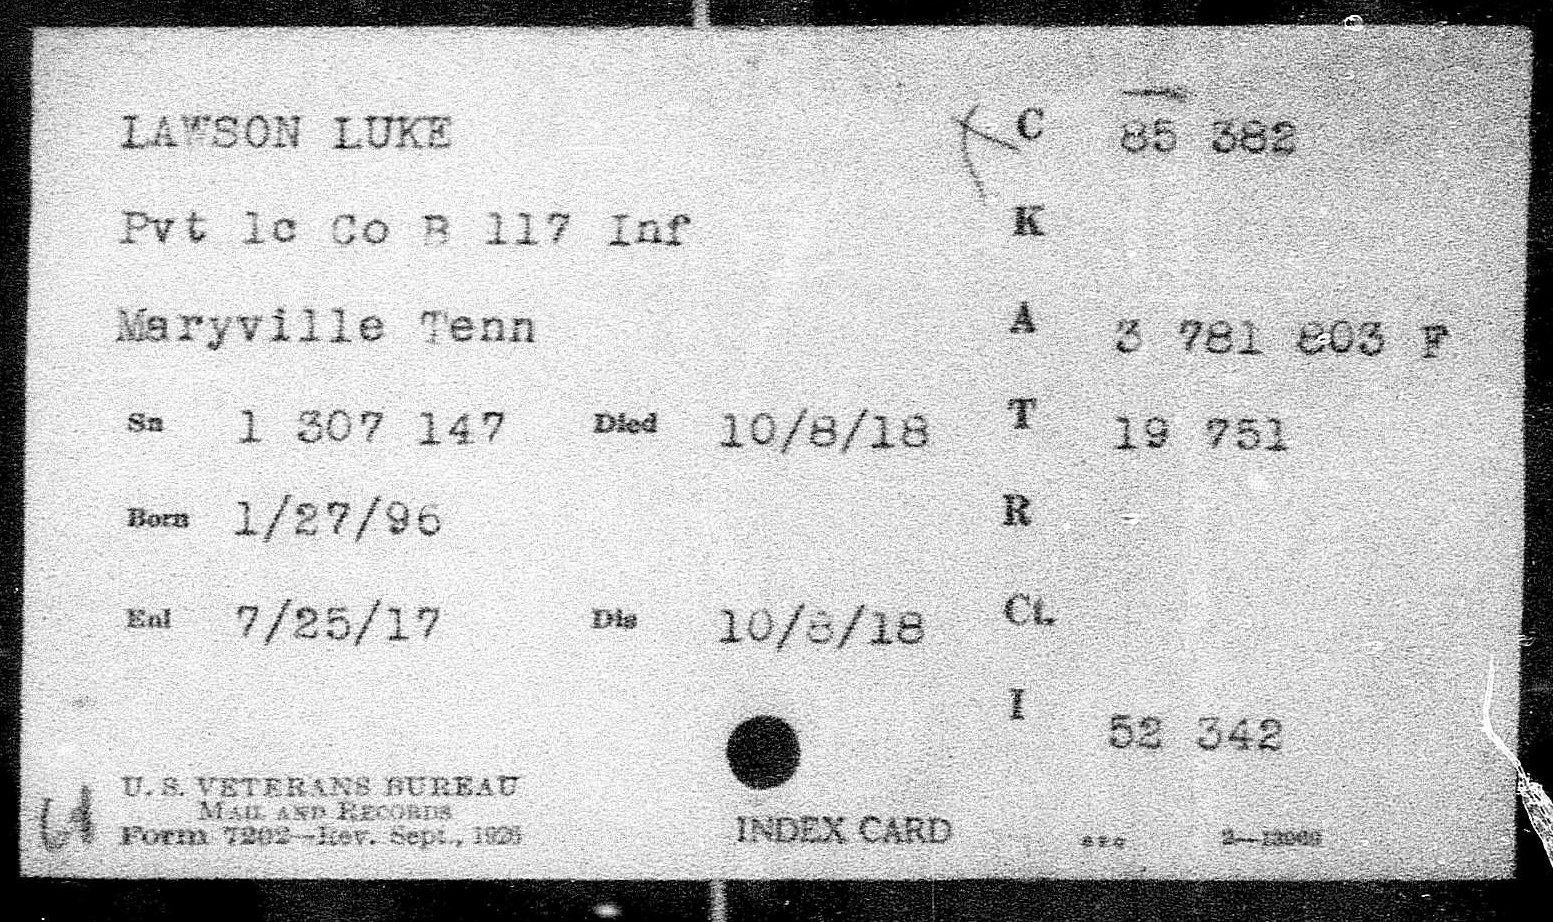 LAWSON LUKE
C 85 382
Pvt 1c Co B 117 Inf
K
Maryville Tenn
A 3 781 803 F
Sn 1 307 147 Died 10/8/18
T 19 751
Born 1/27/96
R
Enl 7/25/17 Dis 10/8/18
Ct.
I 52 342
U. S. VETERANS BUREAU
MAIL AND RECORDS
Form 7202—Rev. Sept., 1926
INDEX CARD